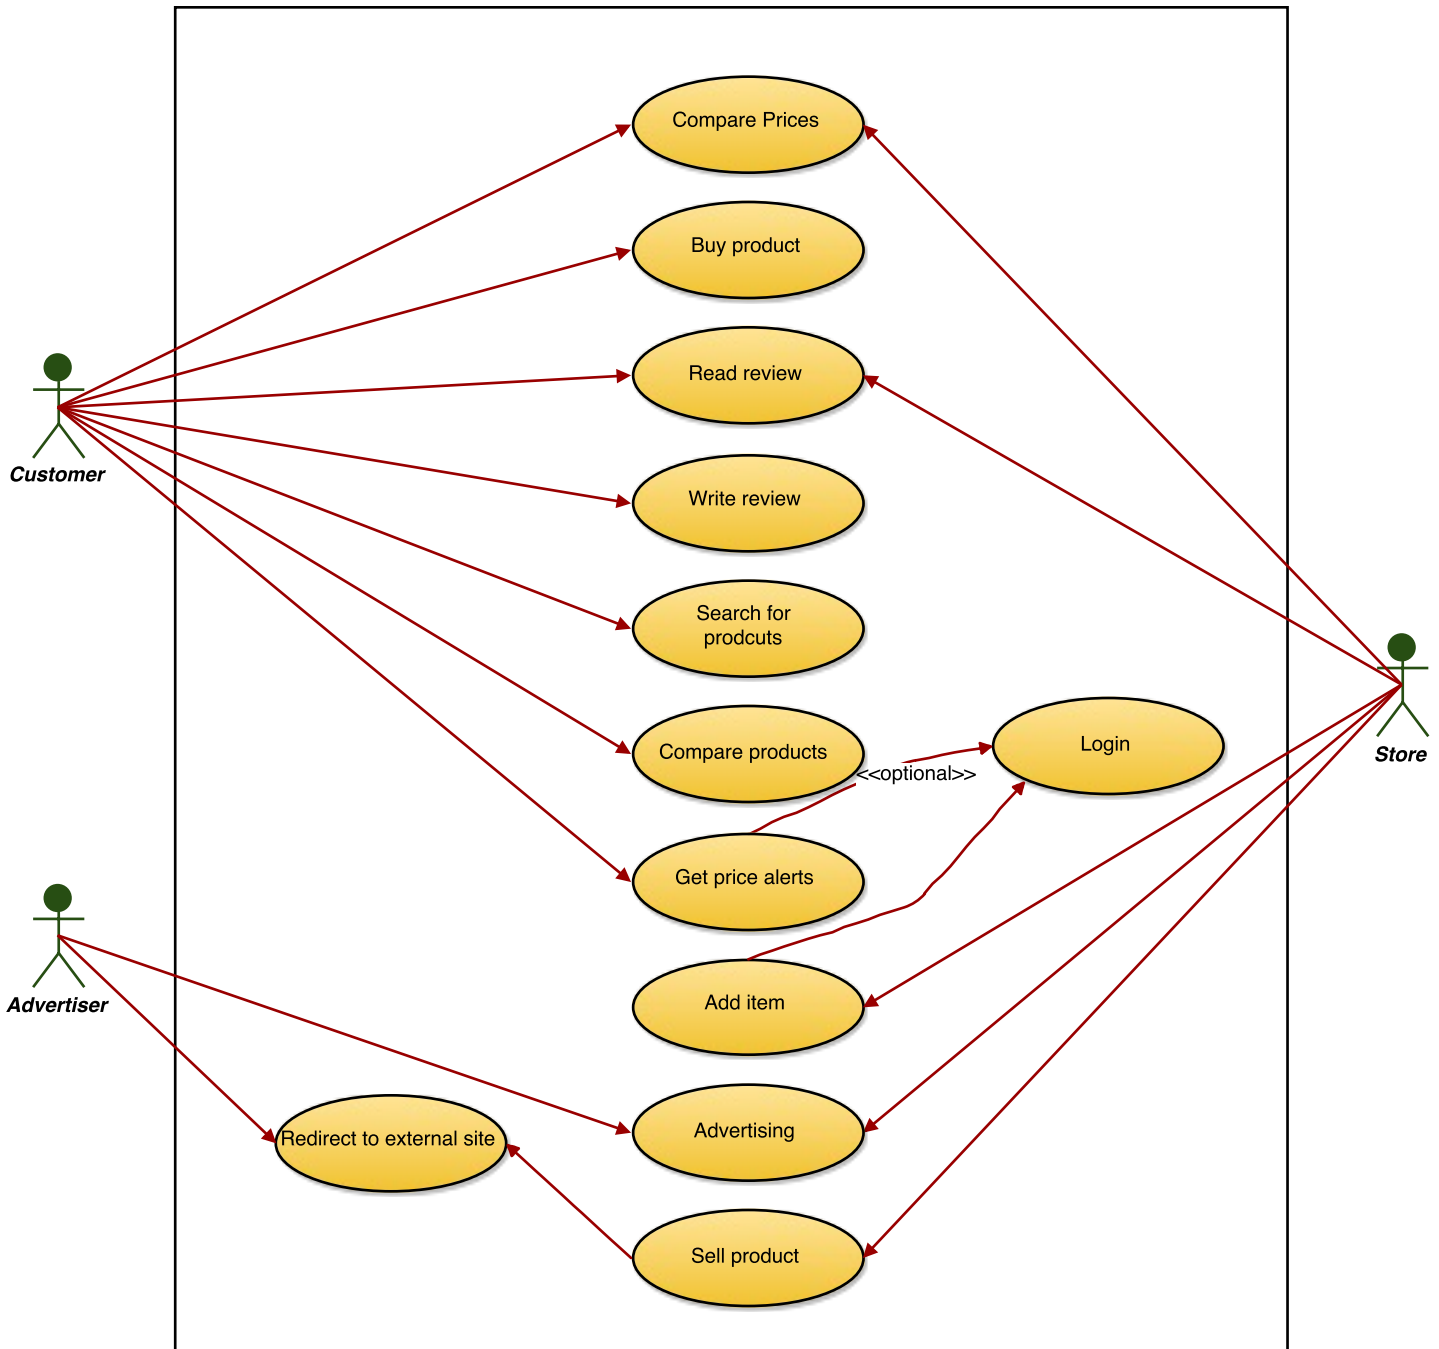 Compare Prices
Buy product
Read review
Customer
Write review
Search for
prodcuts
Compare products
Login
Store
<<optional>>
Get price alerts
Add item
Advertiser
Advertising
Redirect to external site
Sell product